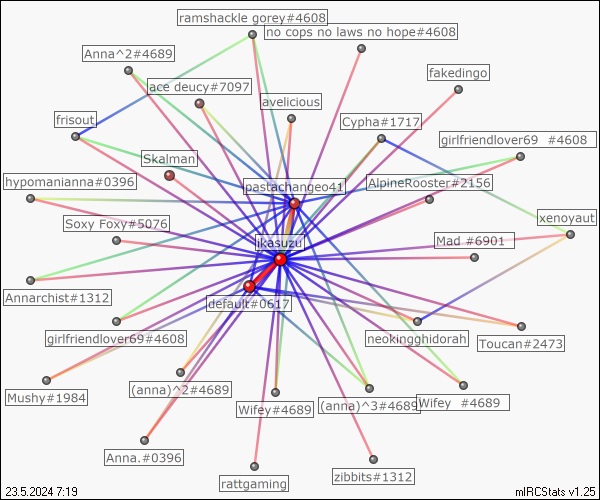 ramshackle gorey#4608
no cops no laws no hope#4608
Anna^2#4689
fakedingo
ace deucy#7097
avelicious
frisout
Cypha#1717
girlfriendlover69 #4608
Skalman
hypomanianna#0396
pastachangeo41
AlpineRooster#2156
xenoyaut
Soxy Foxy#5076
ikasuzu
Mad #6901
Annarchist#1312
default#0617
girlfriendlover69#4608
neokingghidorah
Toucan#2473
Mushy#1984
(anna)^2#4689
Wifey#4689
(anna)^3#4689
Wifey #4689
Anna.#0396
rattgaming
zibbits#1312
23.5.2024 7:19
mIRCStats v1.25